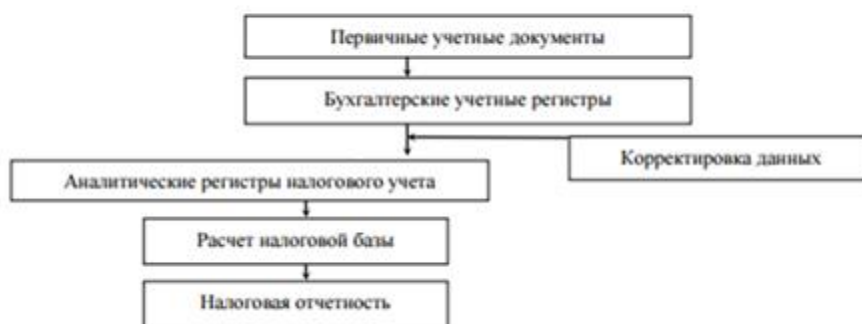 Первичные учетные документы
Бухгалтерские учетные регистры
Корректировка данных
Аналитические регистры налогового учета
Расчет налоговой базы
Налоговая отчетность